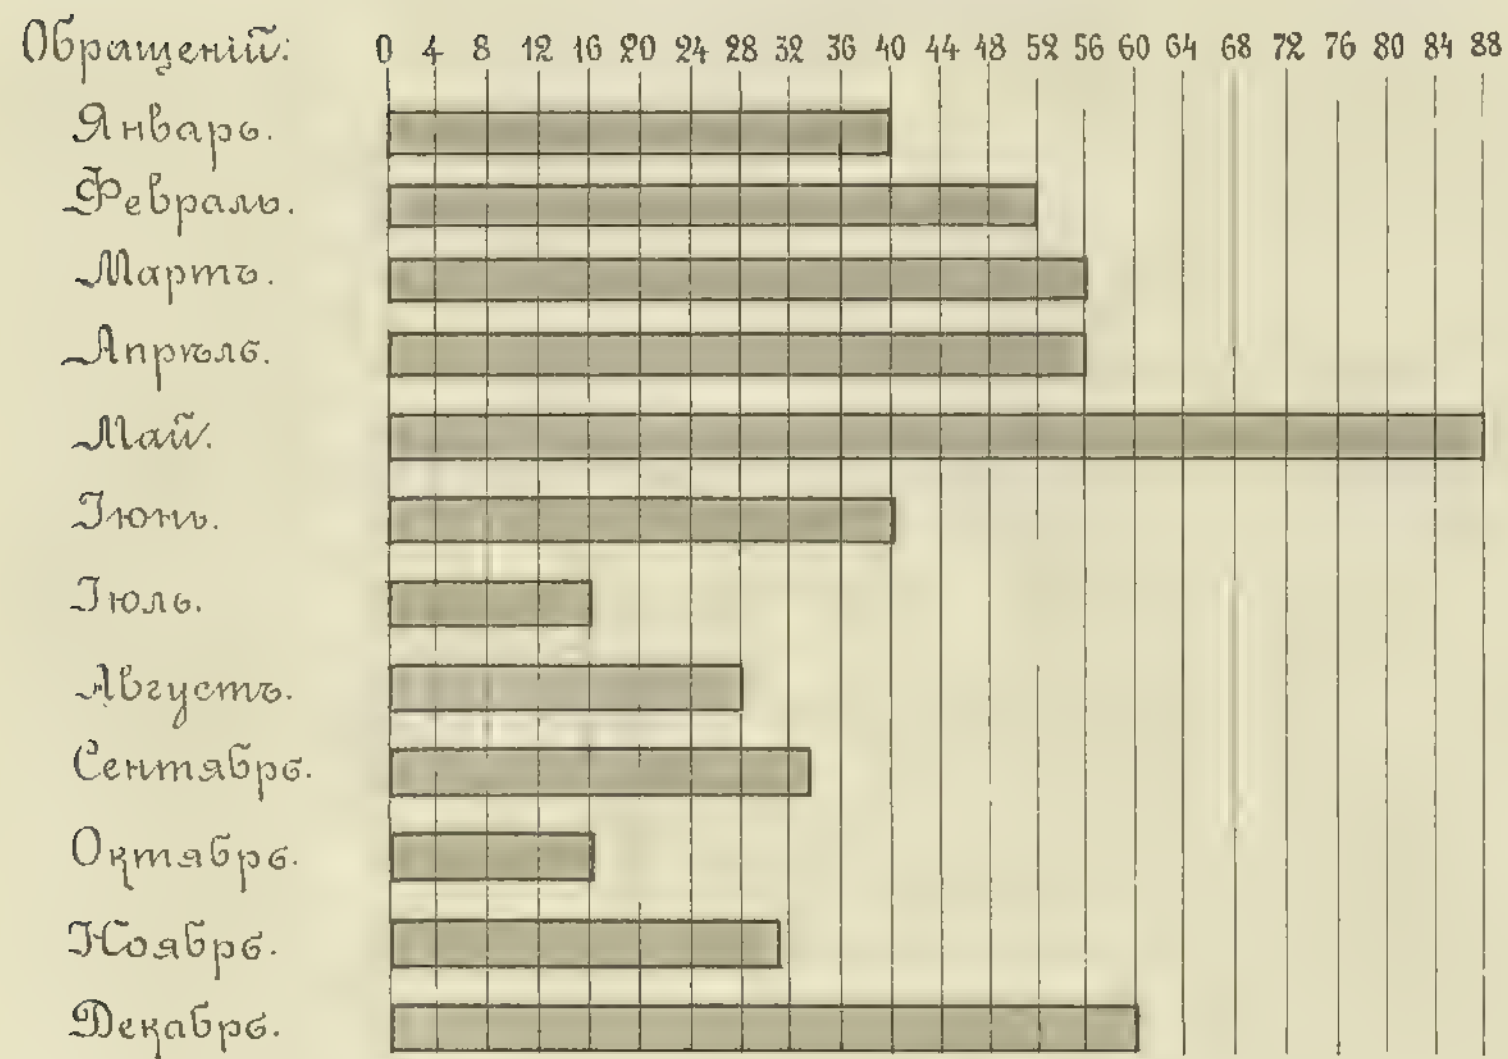 Обращеній: 0 4 8 12 16 20 24 28 32 36 40 44 48 52 56 60 64 68 72 76 80 84 88
Январь.
Февраль.
Мартъ.
Апрѣль.
Май.
Іюнь.
Іюль.
Августъ.
Сентябрь.
Октябрь.
Ноябрь.
Декабрь.